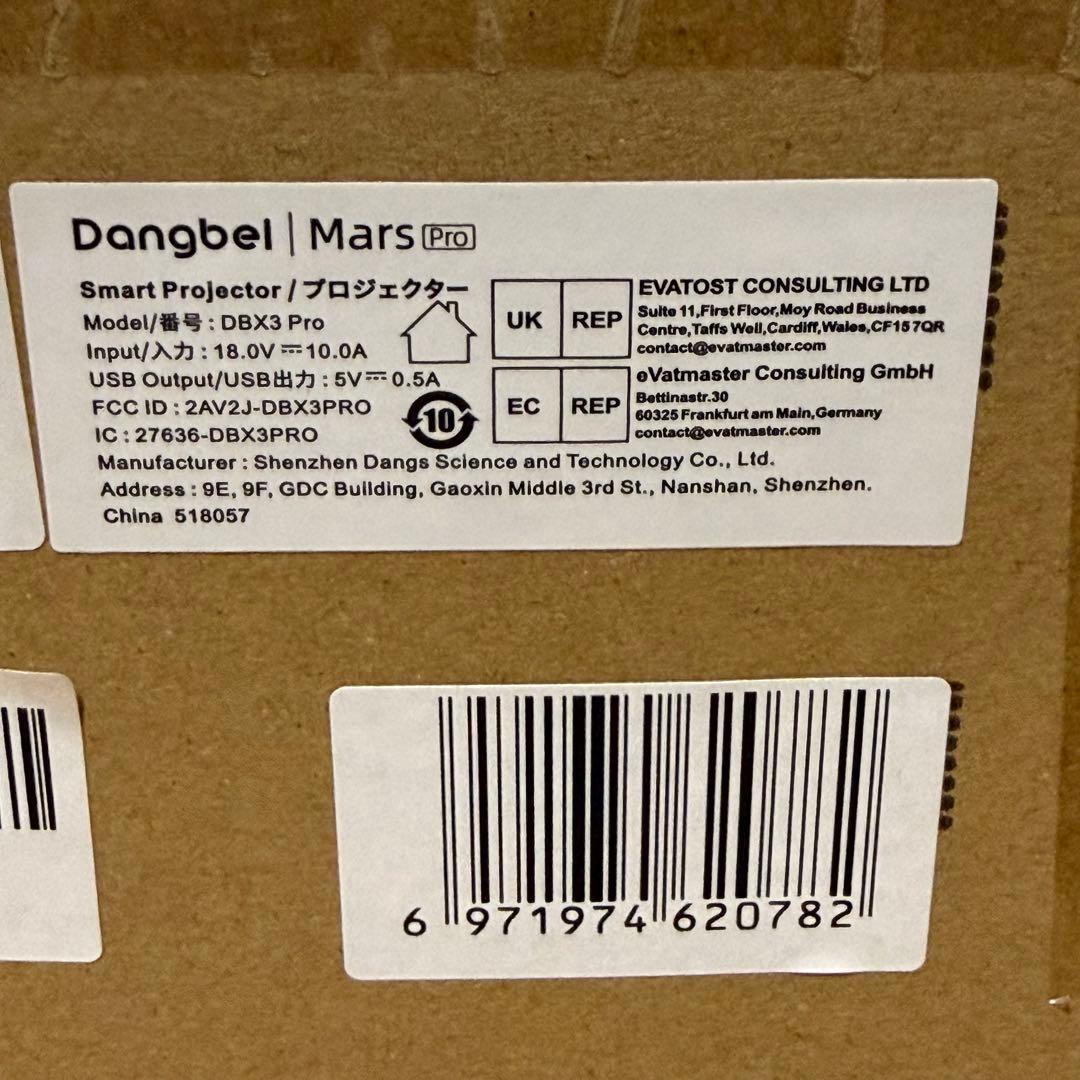 Dangbei | Mars Pro
Smart Projector / プロジェクター
Model/番号 : DBX3 Pro
Input/入力 : 18.0V⎓10.0A
USB Output/USB出力 : 5V⎓0.5A
FCC ID : 2AV2J-DBX3PRO
IC : 27636-DBX3PRO
10
Manufacturer : Shenzhen Dangs Science and Technology Co., Ltd.
Address : 9E, 9F, GDC Building, Gaoxin Middle 3rd St., Nanshan, Shenzhen.
China 518057
UK REP
EVATOST CONSULTING LTD
Suite 11,First Floor,Moy Road Business
Centre,Taffs Well,Cardiff,Wales,CF15 7QR
contact@evatmaster.com
EC REP
eVatmaster Consulting GmbH
Bettinastr.30
60325 Frankfurt am Main,Germany
contact@evatmaster.com
6 971974 620782